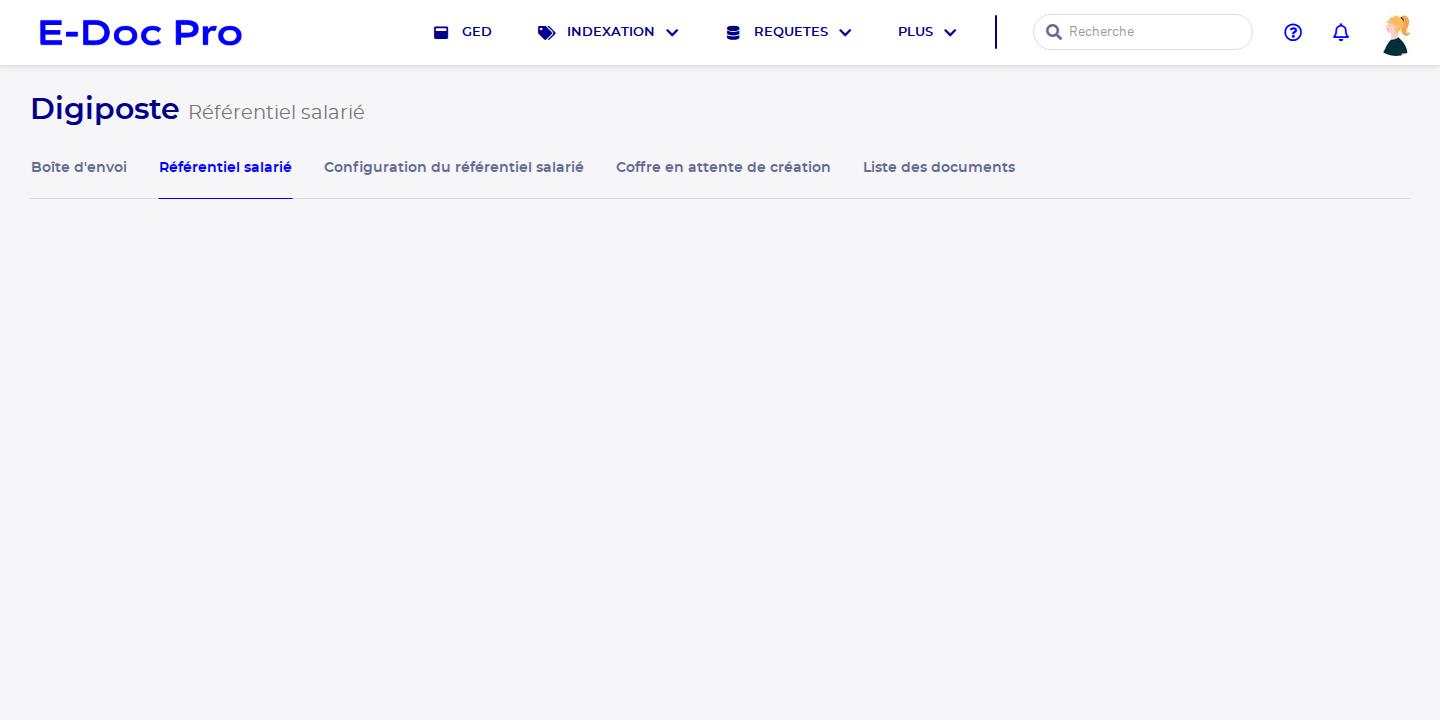 E-Doc Pro GED INDEXATION REQUETES PLUS Recherche
Digiposte Référentiel salarié
Boîte d'envoi Référentiel salarié Configuration du référentiel salarié Coffre en attente de création Liste des documents